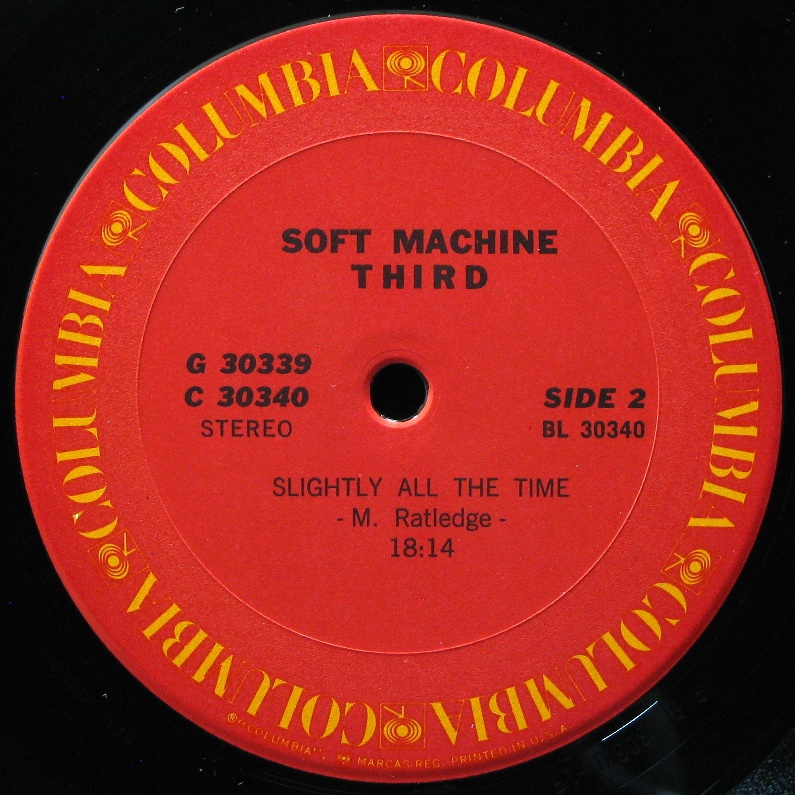 COLUMBIA COLUMBIA COLUMBIA COLUMBIA COLUMBIA COLUMBIA
SOFT MACHINE
THIRD
G 30339
C 30340
STEREO
SIDE 2
BL 30340
SLIGHTLY ALL THE TIME
- M. Ratledge -
18:14
® "COLUMBIA", MARCAS REG. PRINTED IN U.S.A.